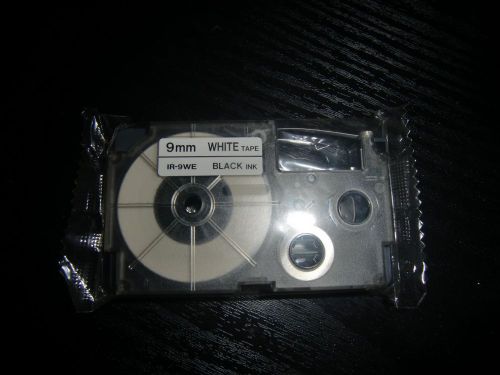 9mm WHITE TAPE
IR-9WE BLACK INK